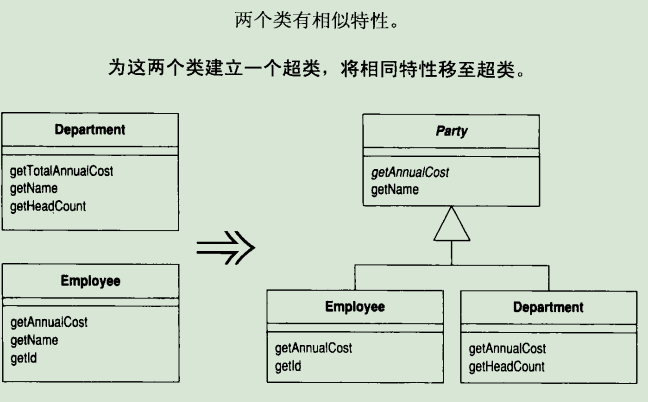 两个类有相似特性。
为这两个类建立一个超类，将相同特性移至超类。
Department
getTotalAnnualCost
getName
getHeadCount
Employee
getAnnualCost
getName
getId
Party
getAnnualCost
getName
Employee
getAnnualCost
getId
Department
getAnnualCost
getHeadCount